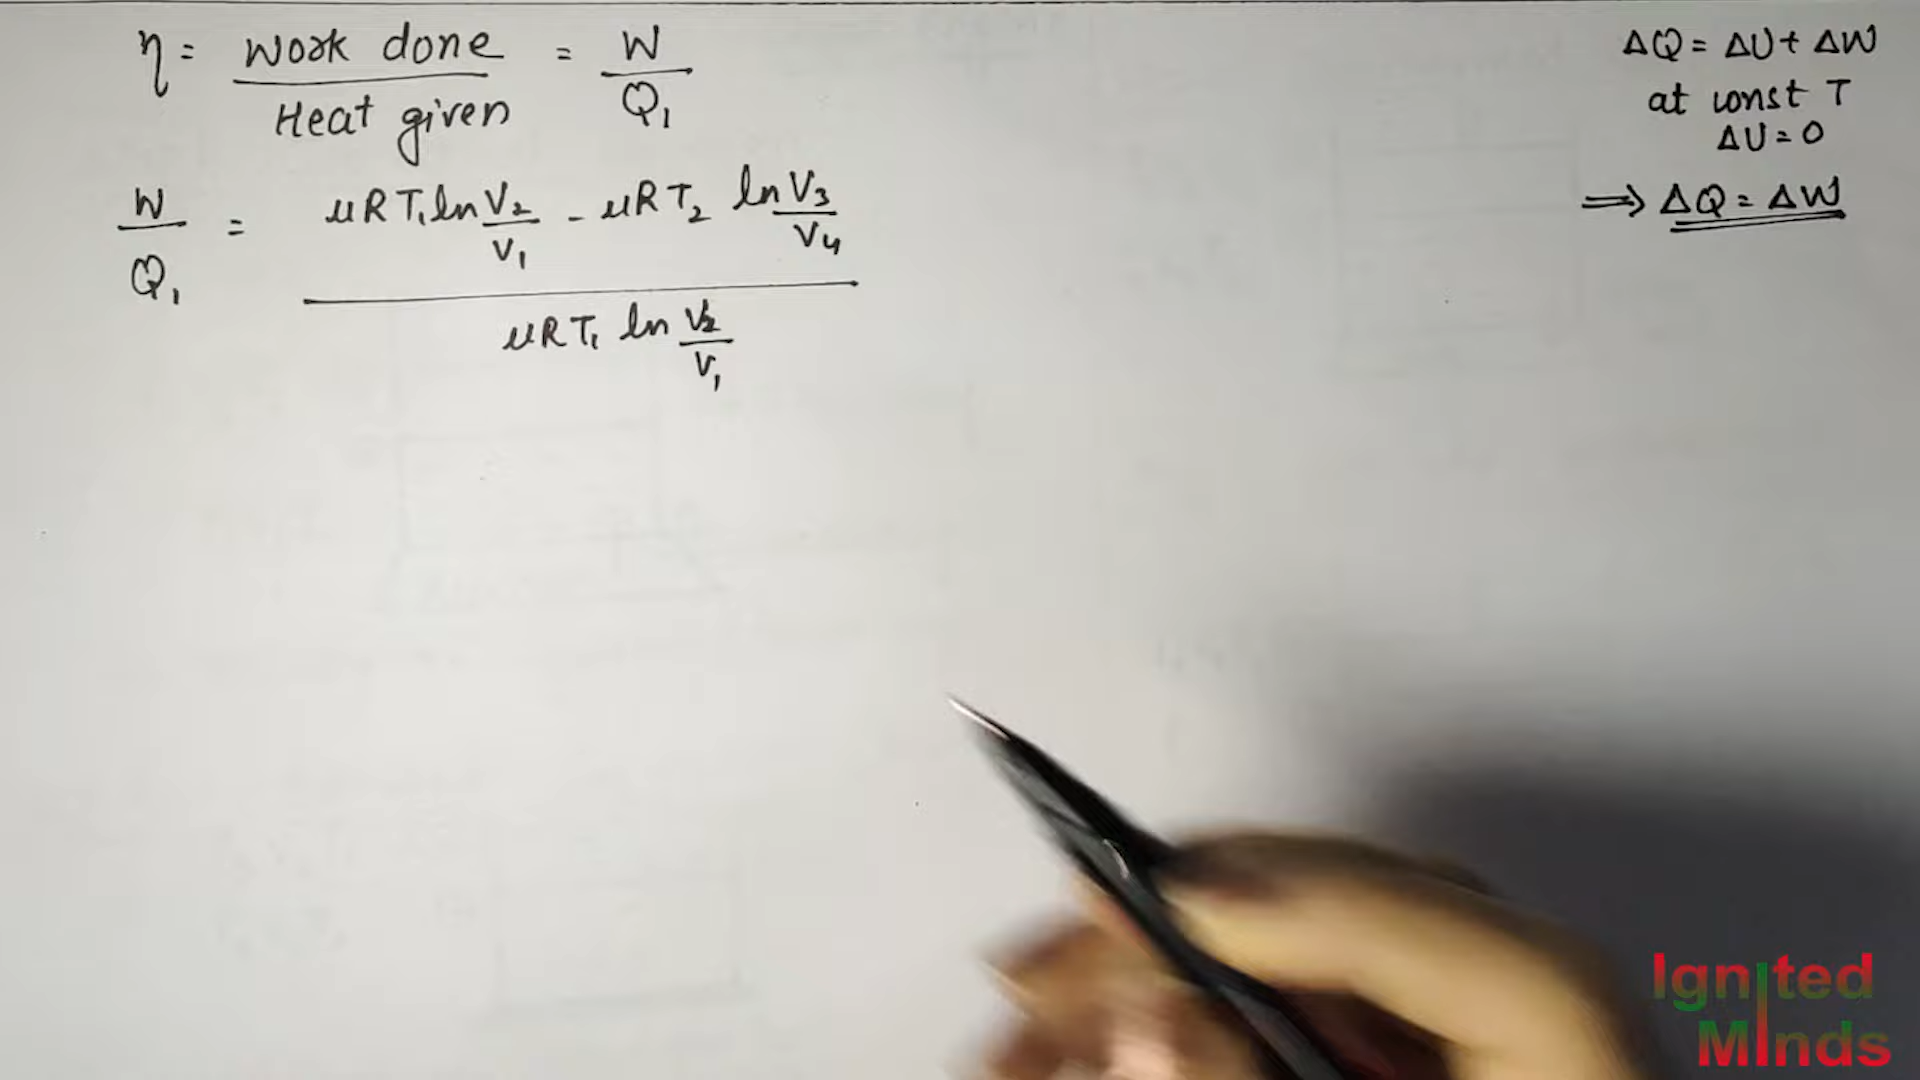 η = Work done / Heat given = W / Q₁
W / Q₁ = μRT₁ ln V₂/V₁ - μRT₂ ln V₃/V₄ / μRT₁ ln V₂/V₁
ΔQ = ΔU + ΔW
at const T
ΔU = 0
⇒ ΔQ = ΔW
Ignited
Minds